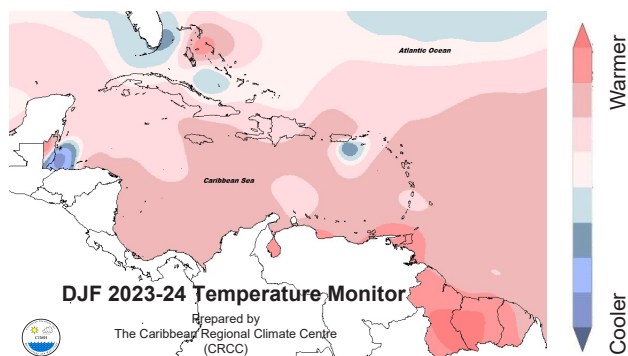 Atlantic Ocean
Caribbean Sea
DJF 2023-24 Temperature Monitor
Prepared by
The Caribbean Regional Climate Centre
(CRCC)
CIMH
Warmer
Cooler